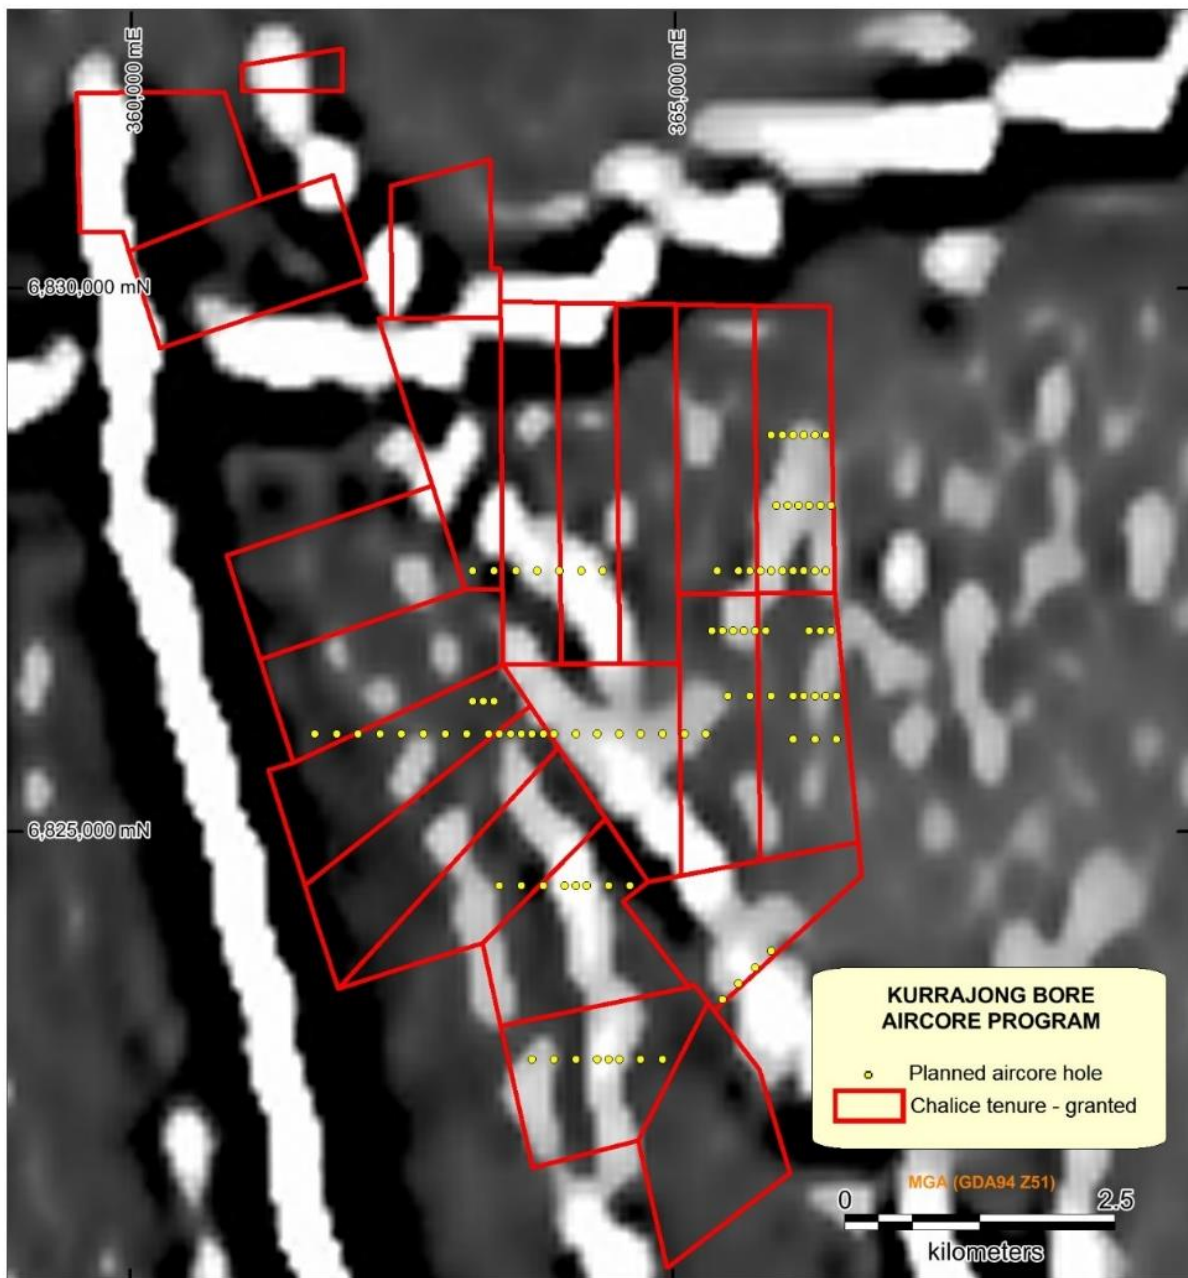 360,000 mE
365,000 mE
6,830,000 mN
6,825,000 mN
KURRAJONG BORE
AIRCORE PROGRAM
Planned aircore hole
Chalice tenure - granted
MGA (GDA94 Z51)
0 2.5
kilometers